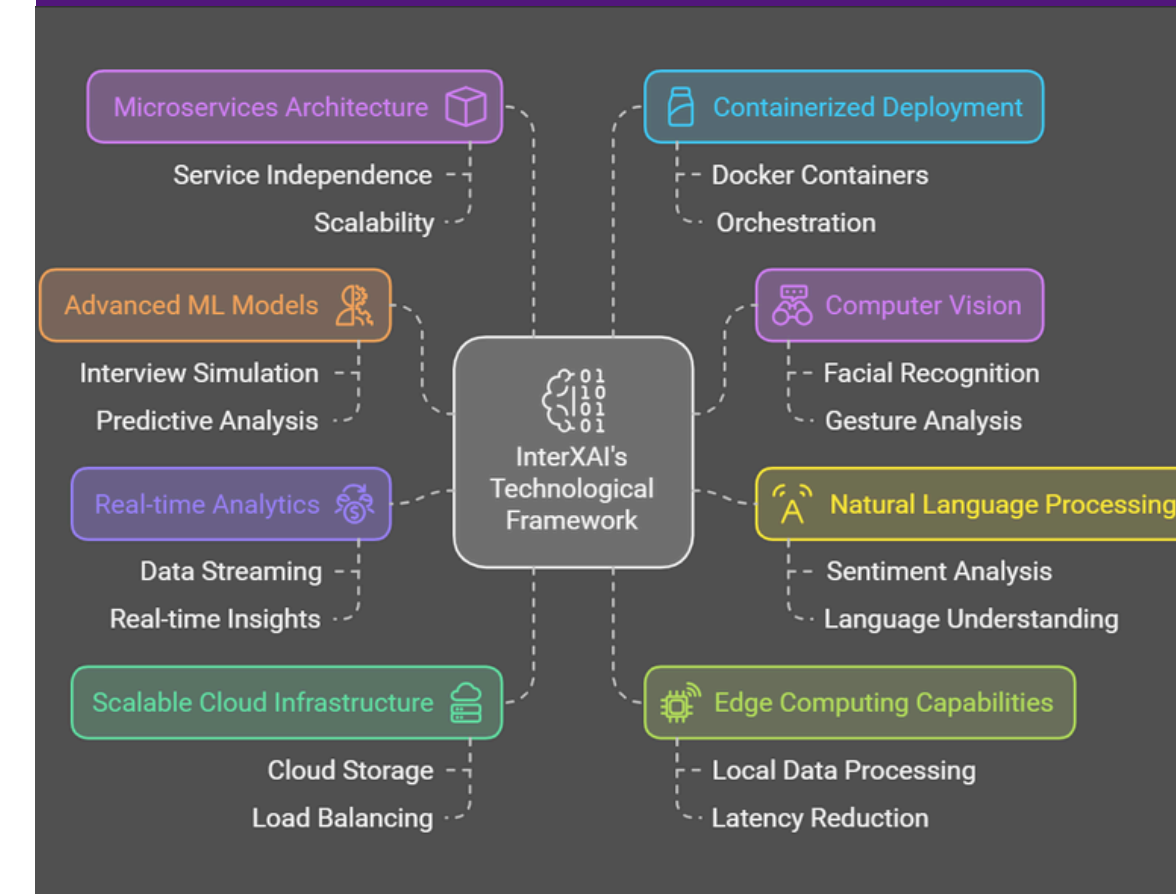 Microservices Architecture
Service Independence
Scalability
Containerized Deployment
Docker Containers
Orchestration
Advanced ML Models
Interview Simulation
Predictive Analysis
Computer Vision
Facial Recognition
Gesture Analysis
01
10
01
01
InterXAI's
Technological
Framework
Real-time Analytics
Data Streaming
Real-time Insights
A
Natural Language Processing
Sentiment Analysis
Language Understanding
Scalable Cloud Infrastructure
Cloud Storage
Load Balancing
Edge Computing Capabilities
Local Data Processing
Latency Reduction